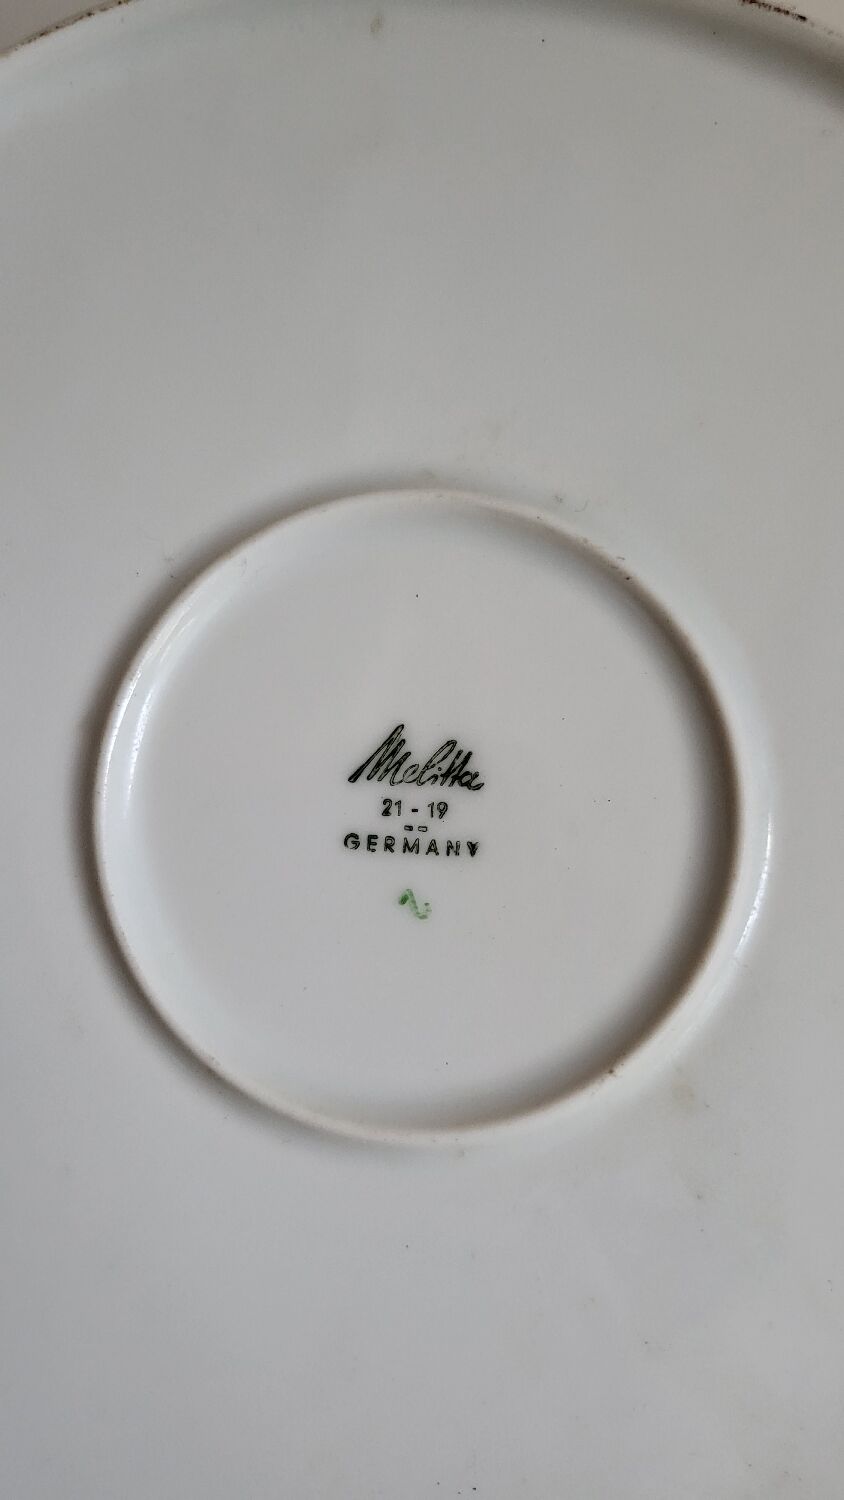 Melitta
21 - 19
GERMANY